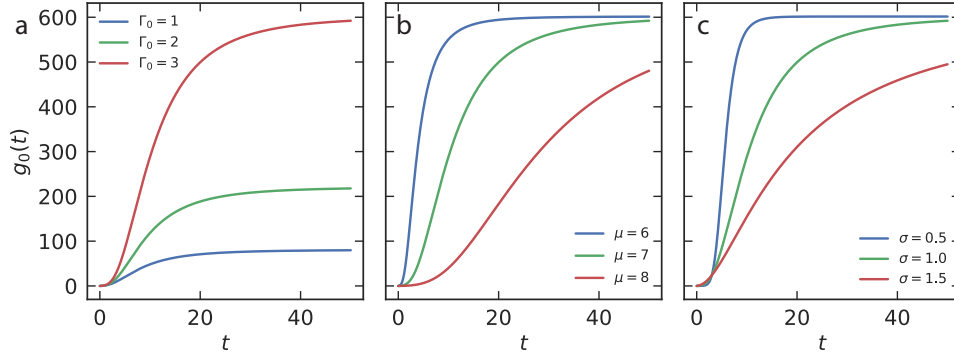 a
Γ₀ = 1
Γ₀ = 2
Γ₀ = 3
600
500
400
300
200
100
0
g₀(t)
0 20 40
t
b
μ = 6
μ = 7
μ = 8
0 20 40
t
c
σ = 0.5
σ = 1.0
σ = 1.5
0 20 40
t